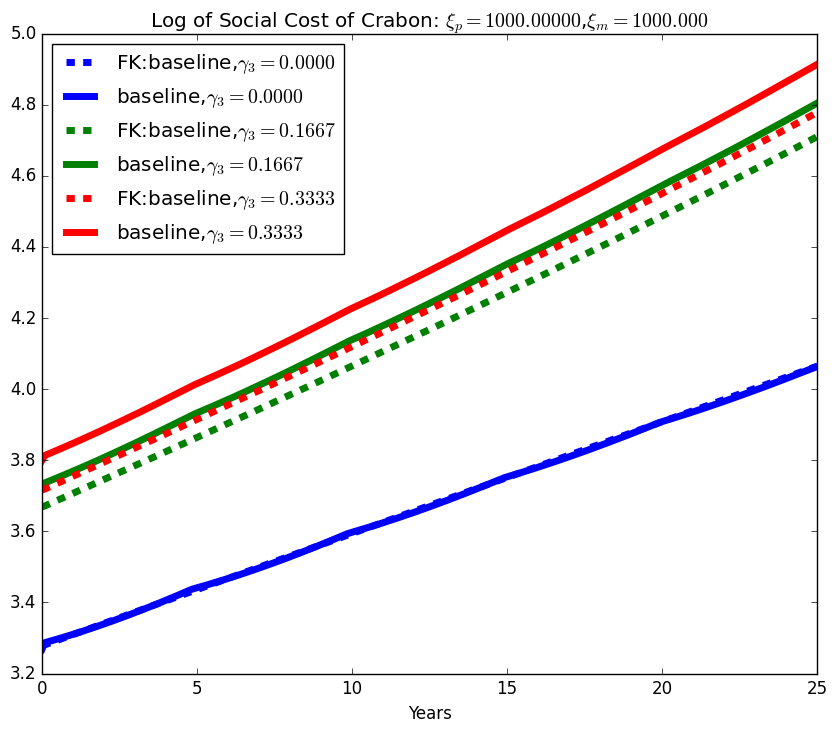 Log of Social Cost of Crabon: ξₚ = 1000.00000,ξₘ = 1000.000
5.0
4.8
4.6
4.4
4.2
4.0
3.8
3.6
3.4
3.2
FK:baseline,γ₃ = 0.0000
baseline,γ₃ = 0.0000
FK:baseline,γ₃ = 0.1667
baseline,γ₃ = 0.1667
FK:baseline,γ₃ = 0.3333
baseline,γ₃ = 0.3333
0 5 10 15 20 25
Years